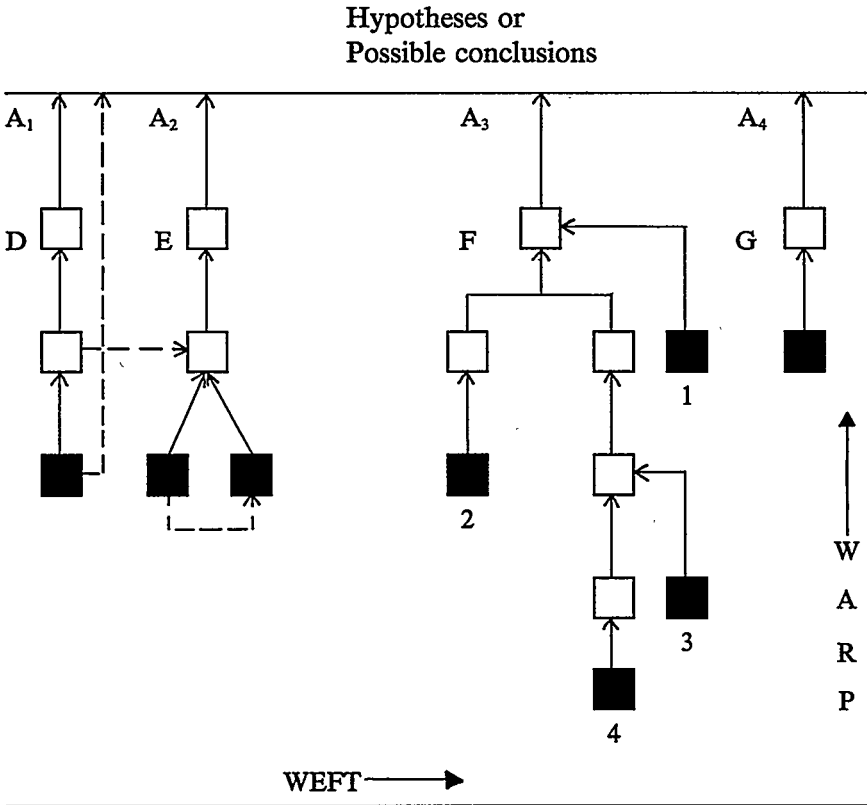 Hypotheses or
Possible conclusions
A₁ A₂ A₃ A₄
D E F G
1
2
W
A
3
R
P
4
WEFT